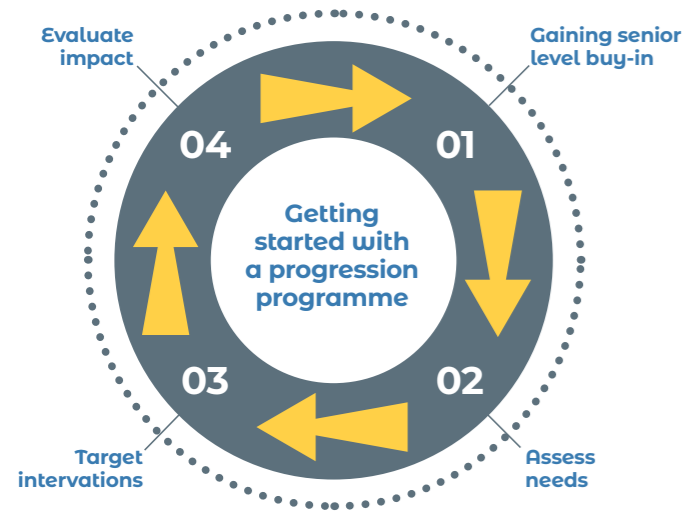 Evaluate
impact
Gaining senior
level buy-in
04
01
Getting
started with
a progression
programme
03
02
Target
intervations
Assess
needs